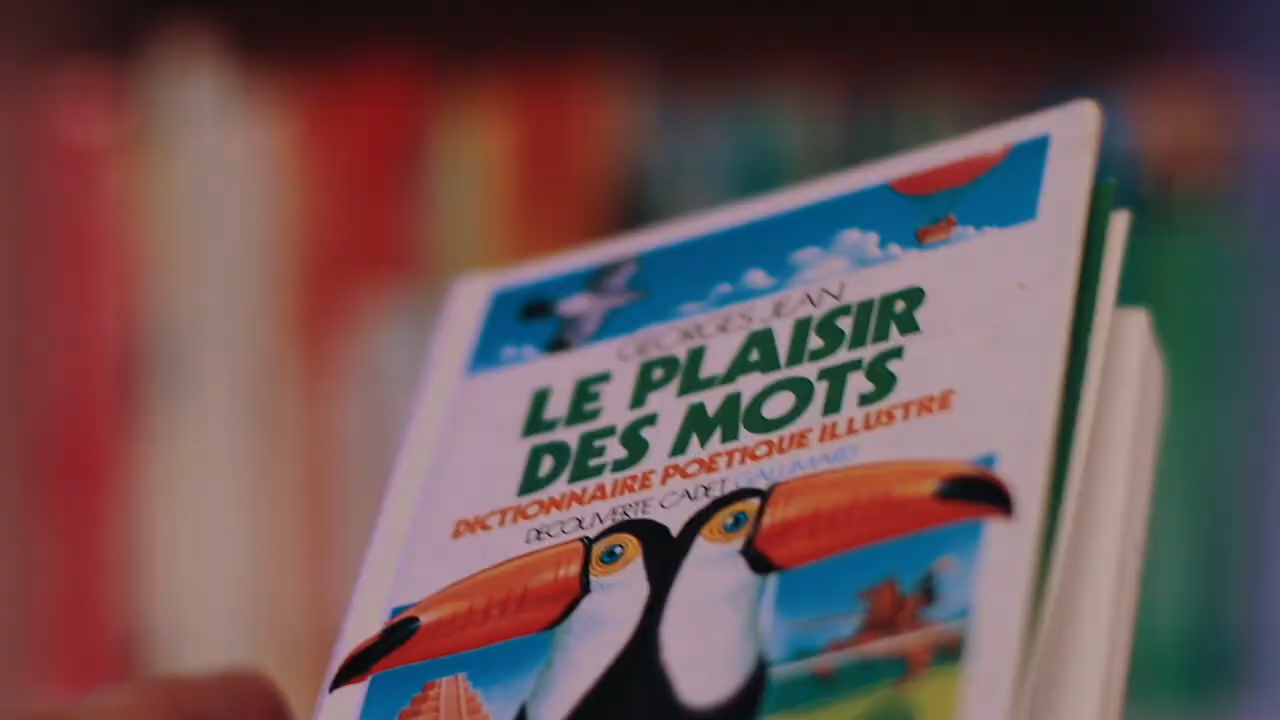 GEORGES JEAN
LE PLAISIR
DES MOTS
DICTIONNAIRE POETIQUE ILLUSTRE
DECOUVERTE CADET GALLIMARD